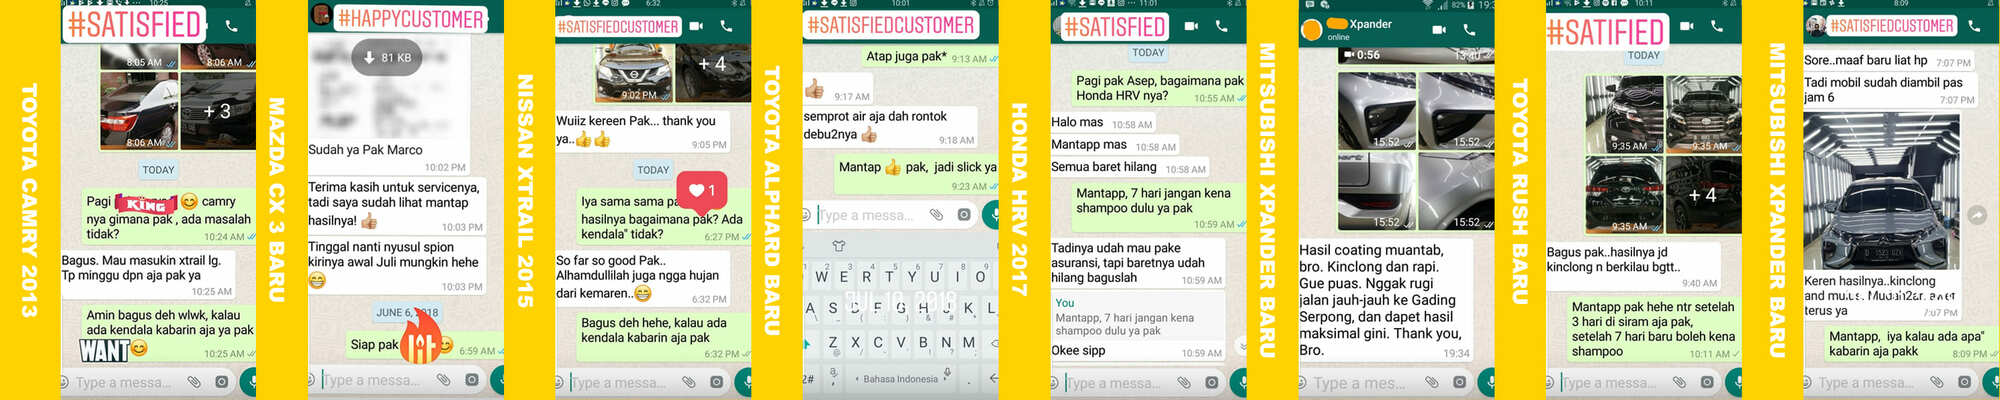 TOYOTA CAMRY 2013
10:25
#SATISFIED
8:05 AM
8:06 AM
8:06 AM
+ 3
TODAY
Pagi KING 😊 camry
nya gimana pak , ada masalah
tidak?
10:24 AM
Bagus. Mau masukin xtrail lg.
Tp minggu dpn aja pak ya
10:25 AM
Amin bagus deh wlwk, kalau
ada kendala kabarin aja ya pak
WANT 😊
10:25 AM
Type a messa...
MAZDA CX 3 BARU
#HAPPYCUSTOMER
81 KB
Sudah ya Pak Marco
10:02 PM
Terima kasih untuk servicenya,
tadi saya sudah lihat mantap
hasilnya! 👍
10:03 PM
Tinggal nanti nyusul spion
kirinya awal Juli mungkin hehe
😁
10:03 PM
JUNE 6, 2018
Siap pak
6:59 AM
Type a messa...
NISSAN XTRAIL 2015
6:32
#SATISFIEDCUSTOMER
9:02 PM
+ 4
Wuiiz kereen Pak... thank you
ya..👍👍
9:05 PM
TODAY
1
Iya sama sama pa
hasilnya bagaimana pak? Ada
kendala" tidak?
6:27 PM
So far so good Pak..
Alhamdullilah juga ngga hujan
dari kemaren..😁
6:32 PM
Bagus deh hehe, kalau ada
kendala kabarin aja pak
6:32 PM
Type a messa...
TOYOTA ALPHARD BARU
10:01
#SATISFIEDCUSTOMER
Atap juga pak*
9:13 AM
👍
9:17 AM
semprot air aja dah rontok
debu2nya 👍
9:18 AM
Mantap 👍 pak, jadi slick ya
9:23 AM
Type a messa...
W E R T Y U I O
A S D F G H J K L
Z X C V B N M
2#
Bahasa Indonesia
HONDA HRV 2017
11:01
#SATISFIED
TODAY
Pagi pak Asep, bagaimana pak
Honda HRV nya?
10:55 AM
Halo mas
10:58 AM
Mantapp mas
10:58 AM
Semua baret hilang
10:58 AM
Mantapp, 7 hari jangan kena
shampoo dulu ya pak
10:59 AM
Tadinya udah mau pake
asuransi, tapi baretnya udah
hilang baguslah
10:59 AM
You
Mantapp, 7 hari jangan kena
shampoo dulu ya pak
Okee sipp
10:59 AM
Type a messa...
MITSUBISHI XPANDER BARU
82%
Xpander
online
0:56
15:52
15:52
15:52
15:52
Hasil coating muantab,
bro. Kinclong dan rapi.
Gue puas. Nggak rugi
jalan jauh-jauh ke Gading
Serpong, dan dapet hasil
maksimal gini. Thank you,
Bro.
19:34
Type a mes...
TOYOTA RUSH BARU
10:11
#SATIFIED
TODAY
9:35 AM
9:35 AM
9:35 AM
+ 4
Bagus pak..hasilnya jd
kinclong n berkilau bgtt..
9:40 AM
Mantapp pak hehe ntr setelah
3 hari di siram aja pak,
setelah 7 hari baru boleh kena
shampoo
10:11 AM
Type a messa...
MITSUBISHI XPANDER BARU
8:09
#SATISFIEDCUSTOMER
Sore..maaf baru liat hp
7:07 PM
Tadi mobil sudah diambil pas
jam 6
7:07 PM
Keren hasilnya..kinclong
terus ya
7:07 PM
Mantapp, iya kalau ada apa"
kabarin aja pakk
8:09 PM
Type a messa...